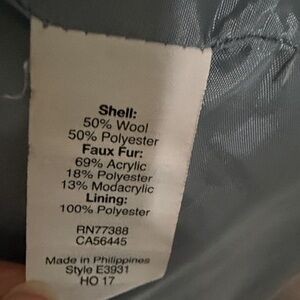 Shell:
50% Wool
50% Polyester
Faux Fur:
69% Acrylic
18% Polyester
13% Modacrylic
Lining:
100% Polyester
RN77388
CA56445
Made in Philippines
Style E3931
HO 17